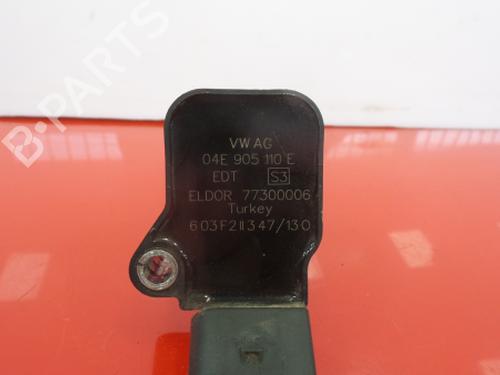 B-PARTS
VW AG
04E 905 110 E
EDT S3
ELDOR 77300006
Turkey
603F2II347/130